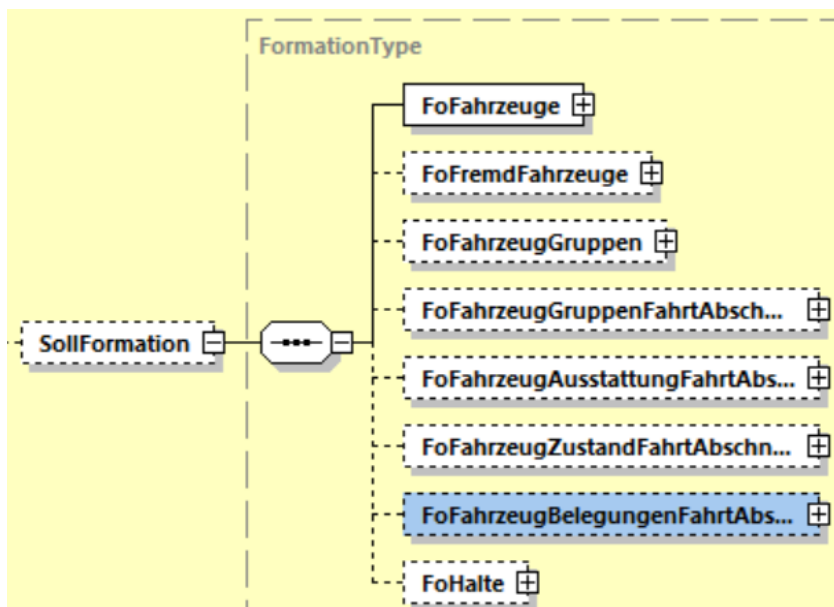 FormationType
FoFahrzeuge
FoFremdFahrzeuge
FoFahrzeugGruppen
FoFahrzeugGruppenFahrtAbsch...
SollFormation
FoFahrzeugAusstattungFahrtAbs...
FoFahrzeugZustandFahrtAbschn...
FoFahrzeugBelegungenFahrtAbs...
FoHalte